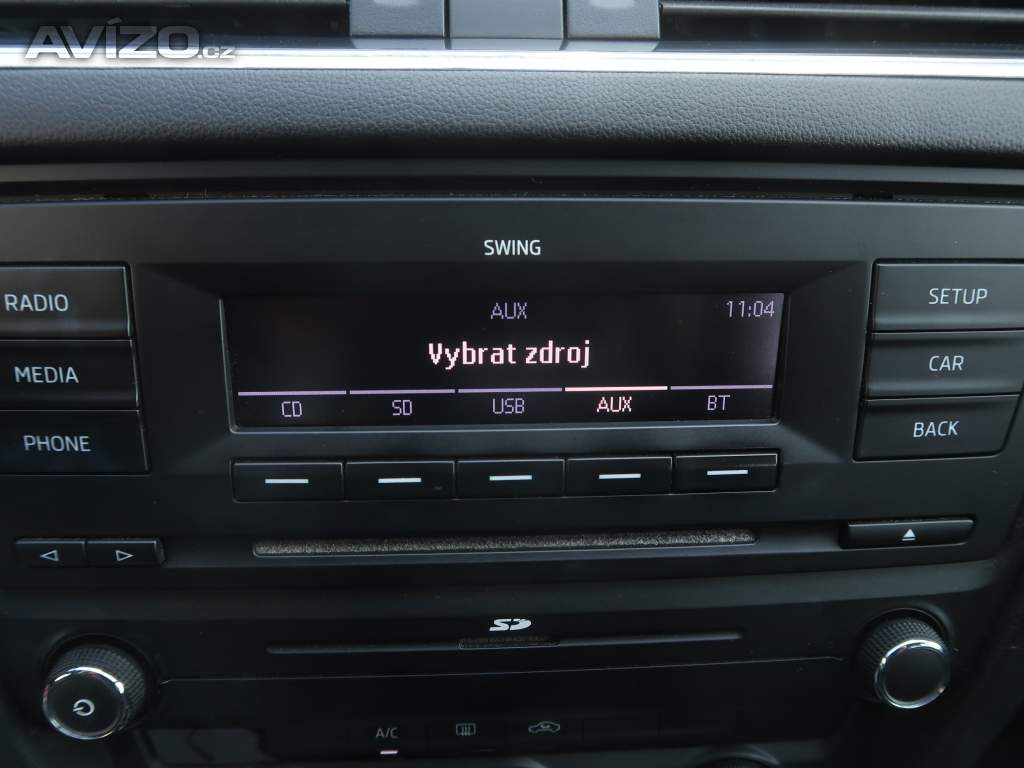 AVÍZO.cz
SWING
RADIO
MEDIA
PHONE
AUX 11:04
Vybrat zdroj
CD SD USB AUX BT
SETUP
CAR
BACK
SD
A/C